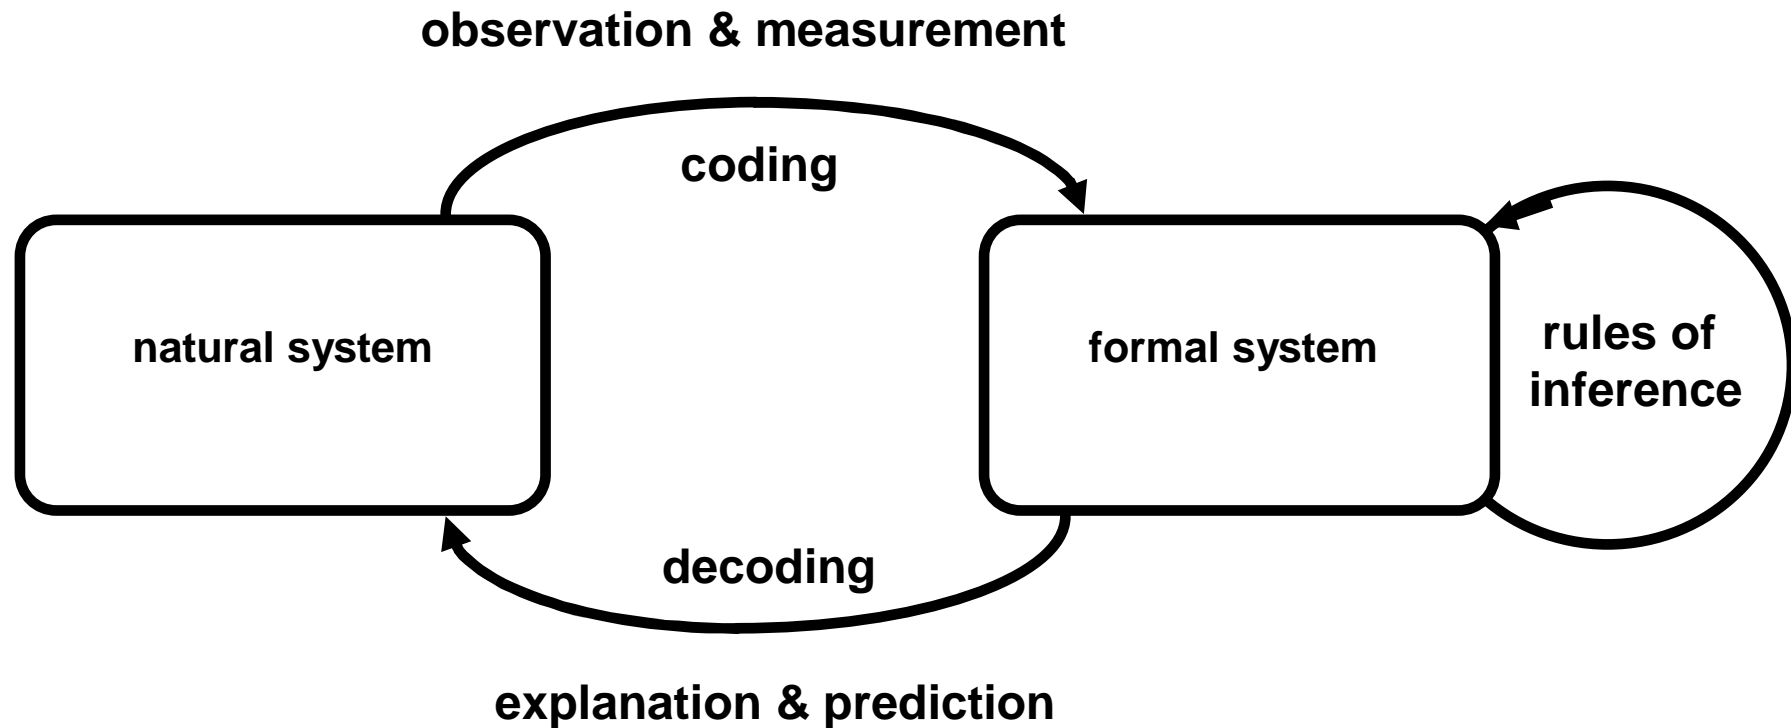 observation & measurement
coding
natural system
formal system
rules of
inference
decoding
explanation & prediction